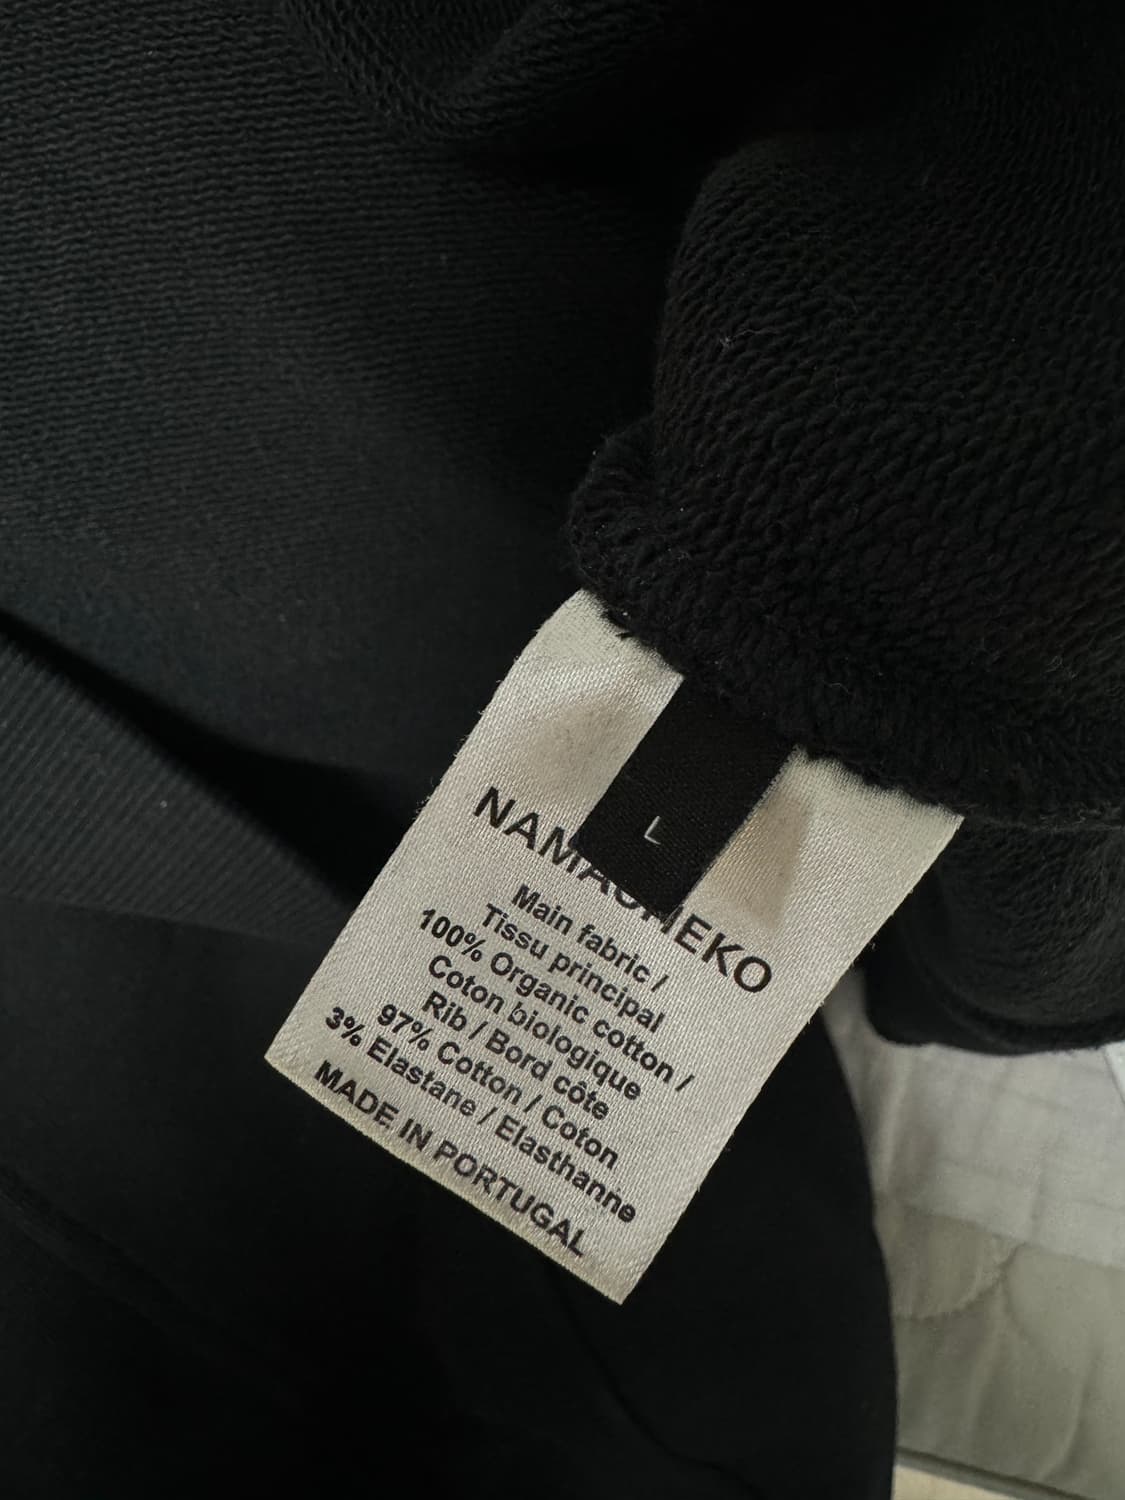 L
NAMACHEKO
Main fabric /
Tissu principal
100% Organic cotton /
Coton biologique
Rib / Bord côte
97% Cotton / Coton
3% Elastane / Elasthanne
MADE IN PORTUGAL